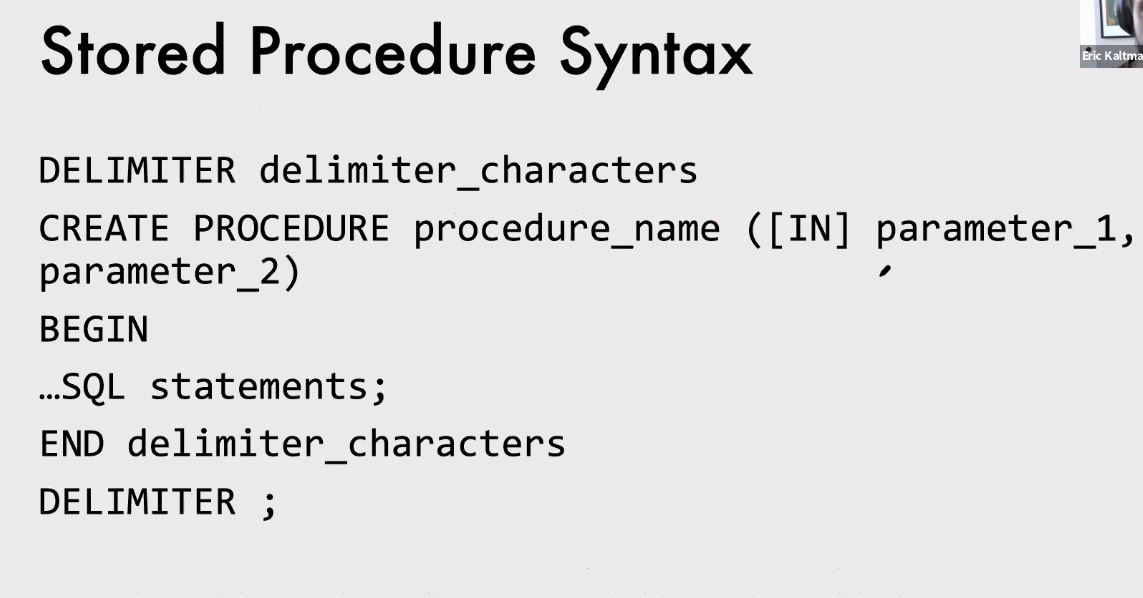 Stored Procedure Syntax
Eric Kaltma
DELIMITER delimiter_characters
CREATE PROCEDURE procedure_name ([IN] parameter_1,
parameter_2)
BEGIN
…SQL statements;
END delimiter_characters
DELIMITER ;